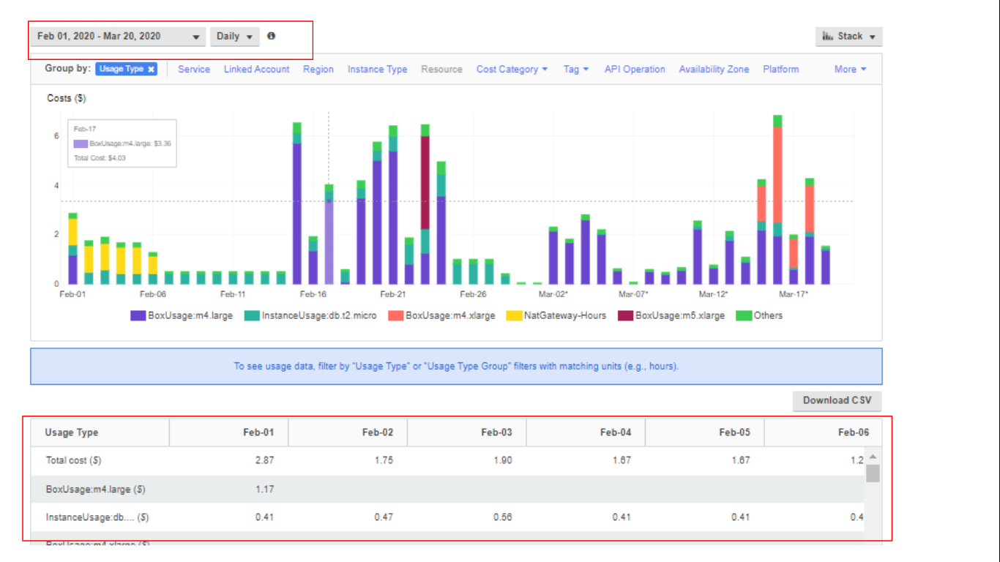 Feb 01, 2020 - Mar 20, 2020 Daily Stack
Group by: Usage Type Service Linked Account Region Instance Type Resource Cost Category Tag API Operation Availability Zone Platform More
Costs ($)
Feb-17
BoxUsage:m4.large: $3.36
Total Cost: $4.03
6
4
2
0
Feb-01 Feb-06 Feb-11 Feb-16 Feb-21 Feb-26 Mar-02* Mar-07* Mar-12* Mar-17*
BoxUsage:m4.large InstanceUsage:db.t2.micro BoxUsage:m4.xlarge NatGateway-Hours BoxUsage:m5.xlarge Others
To see usage data, filter by "Usage Type" or "Usage Type Group" filters with matching units (e.g., hours).
Download CSV
Usage Type Feb-01 Feb-02 Feb-03 Feb-04 Feb-05 Feb-06
Total cost ($) 2.87 1.75 1.90 1.67 1.67 1.2
BoxUsage:m4.large ($) 1.17
InstanceUsage:db.... ($) 0.41 0.47 0.56 0.41 0.41 0.4
BoxUsage:m4.xlarge ($)